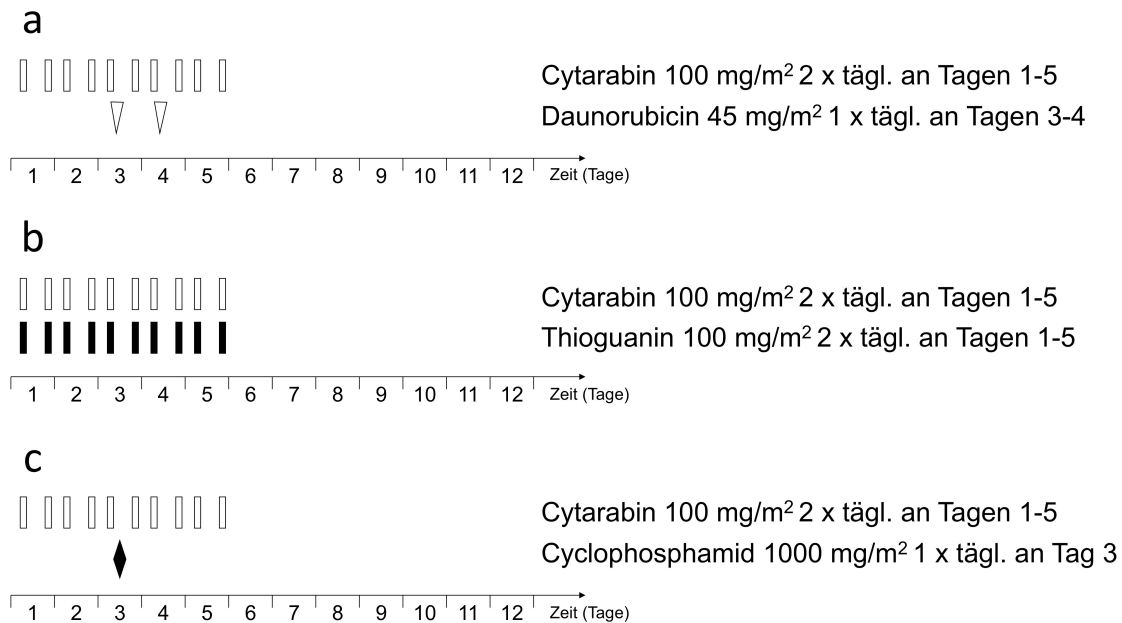 a
Cytarabin 100 mg/m² 2 x tägl. an Tagen 1-5
Daunorubicin 45 mg/m² 1 x tägl. an Tagen 3-4
1 2 3 4 5 6 7 8 9 10 11 12 Zeit (Tage)
b
Cytarabin 100 mg/m² 2 x tägl. an Tagen 1-5
Thioguanin 100 mg/m² 2 x tägl. an Tagen 1-5
1 2 3 4 5 6 7 8 9 10 11 12 Zeit (Tage)
c
Cytarabin 100 mg/m² 2 x tägl. an Tagen 1-5
Cyclophosphamid 1000 mg/m² 1 x tägl. an Tag 3
1 2 3 4 5 6 7 8 9 10 11 12 Zeit (Tage)